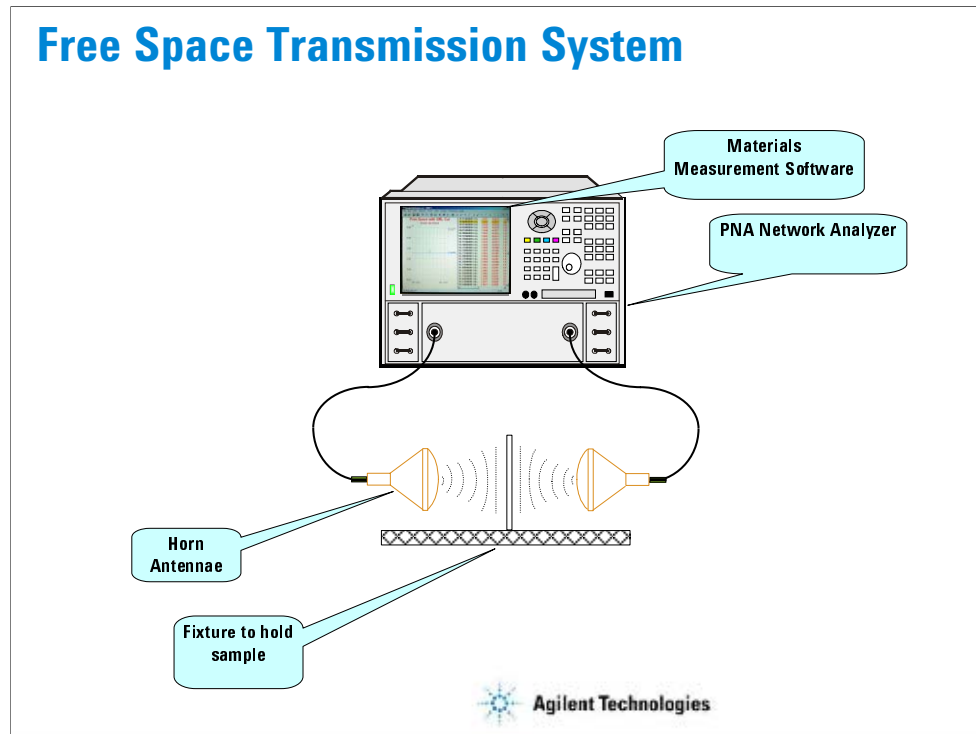 Free Space Transmission System
Materials
Measurement Software
PNA Network Analyzer
Horn
Antennae
Fixture to hold
sample
Agilent Technologies